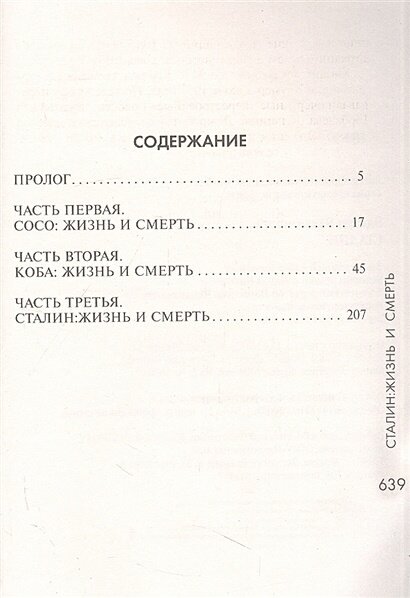 СОДЕРЖАНИЕ
ПРОЛОГ................................................ 5
ЧАСТЬ ПЕРВАЯ.
СОСО: ЖИЗНЬ И СМЕРТЬ........................ 17
ЧАСТЬ ВТОРАЯ.
КОБА: ЖИЗНЬ И СМЕРТЬ........................ 45
ЧАСТЬ ТРЕТЬЯ.
СТАЛИН:ЖИЗНЬ И СМЕРТЬ..................... 207
СТАЛИН:ЖИЗНЬ И СМЕРТЬ
639